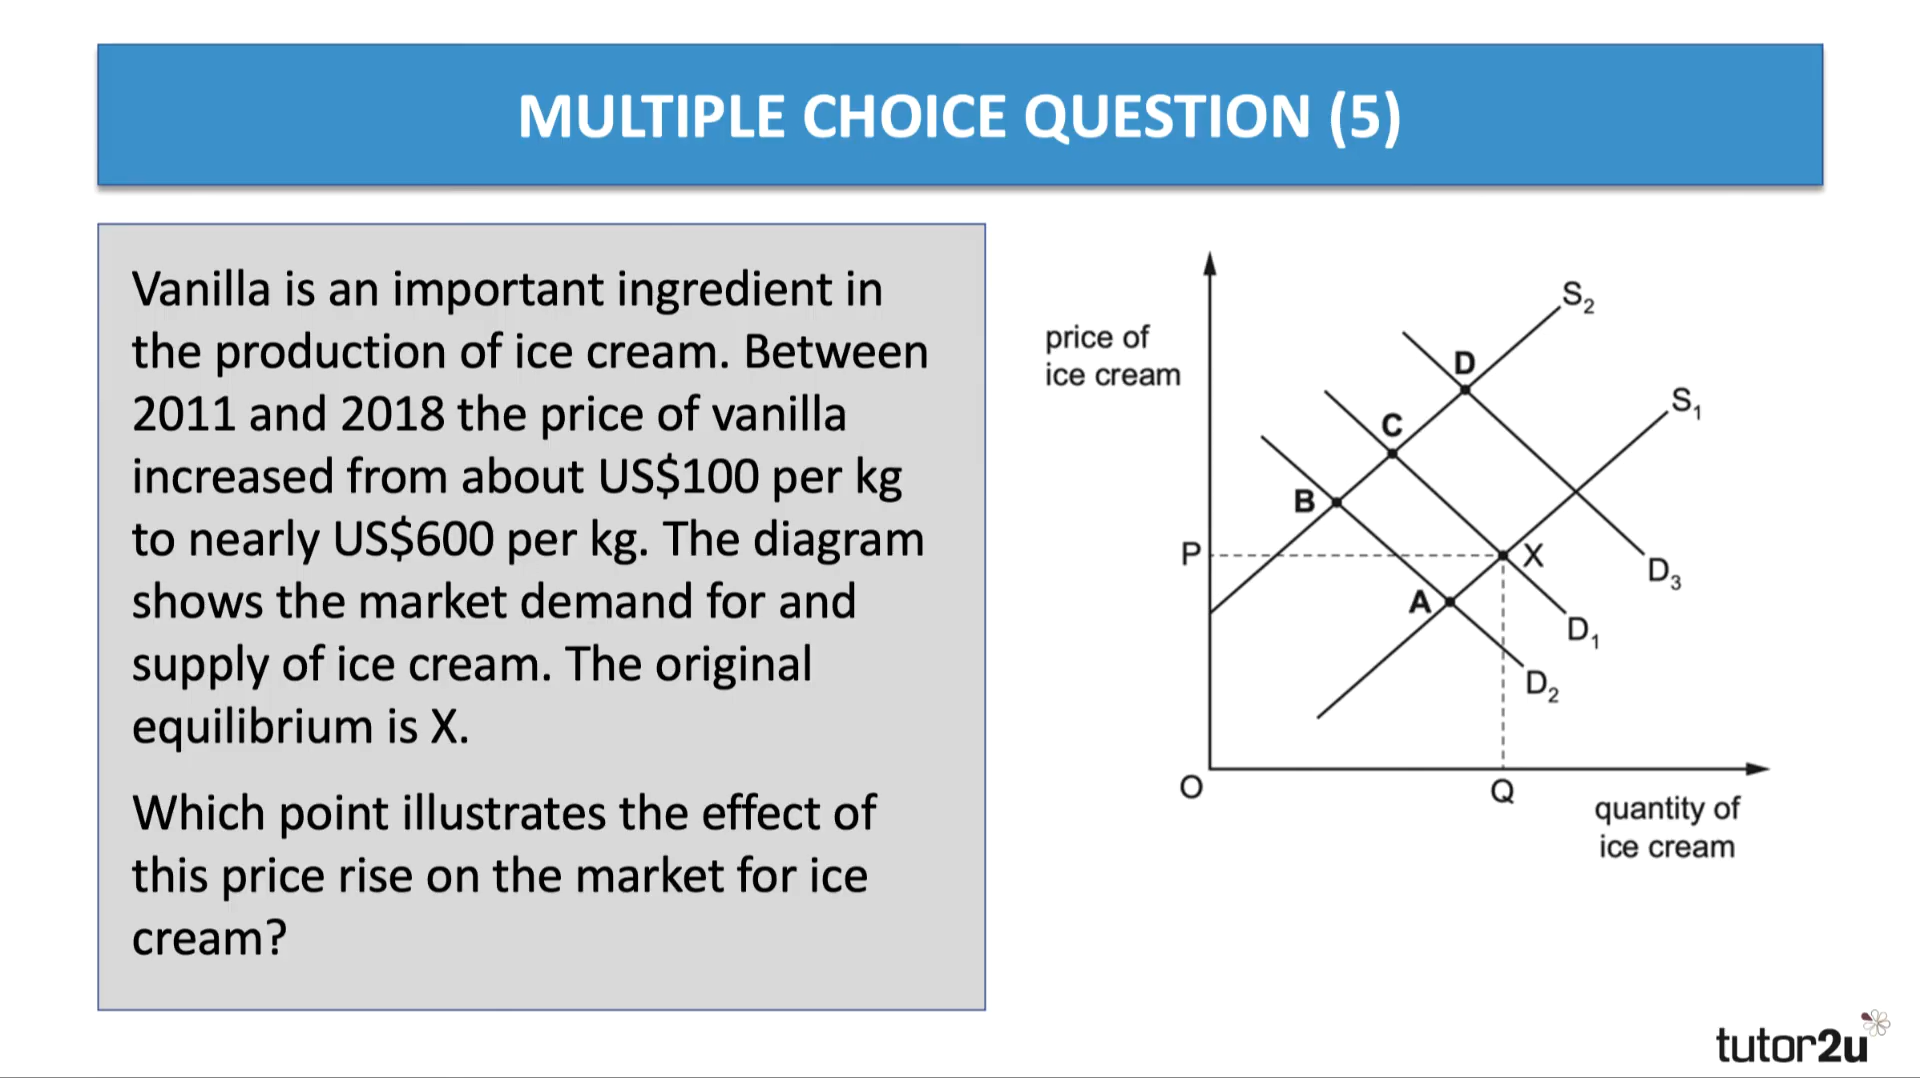 MULTIPLE CHOICE QUESTION (5)
Vanilla is an important ingredient in
the production of ice cream. Between
2011 and 2018 the price of vanilla
increased from about US$100 per kg
to nearly US$600 per kg. The diagram
shows the market demand for and
supply of ice cream. The original
equilibrium is X.
Which point illustrates the effect of
this price rise on the market for ice
cream?
price of
ice cream
S2
D
S1
C
B
P
X
D3
A
D1
D2
O
Q
quantity of
ice cream
tutor2u